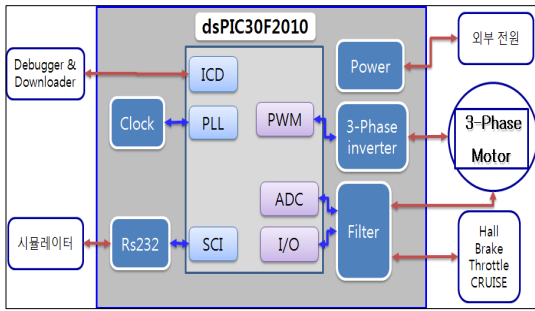 dsPIC30F2010
Debugger &
Downloader
ICD
Power
외부 전원
Clock
PLL
PWM
3-Phase
inverter
3-Phase
Motor
ADC
시뮬레이터
Rs232
SCI
I/O
Filter
Hall
Brake
Throttle
CRUISE